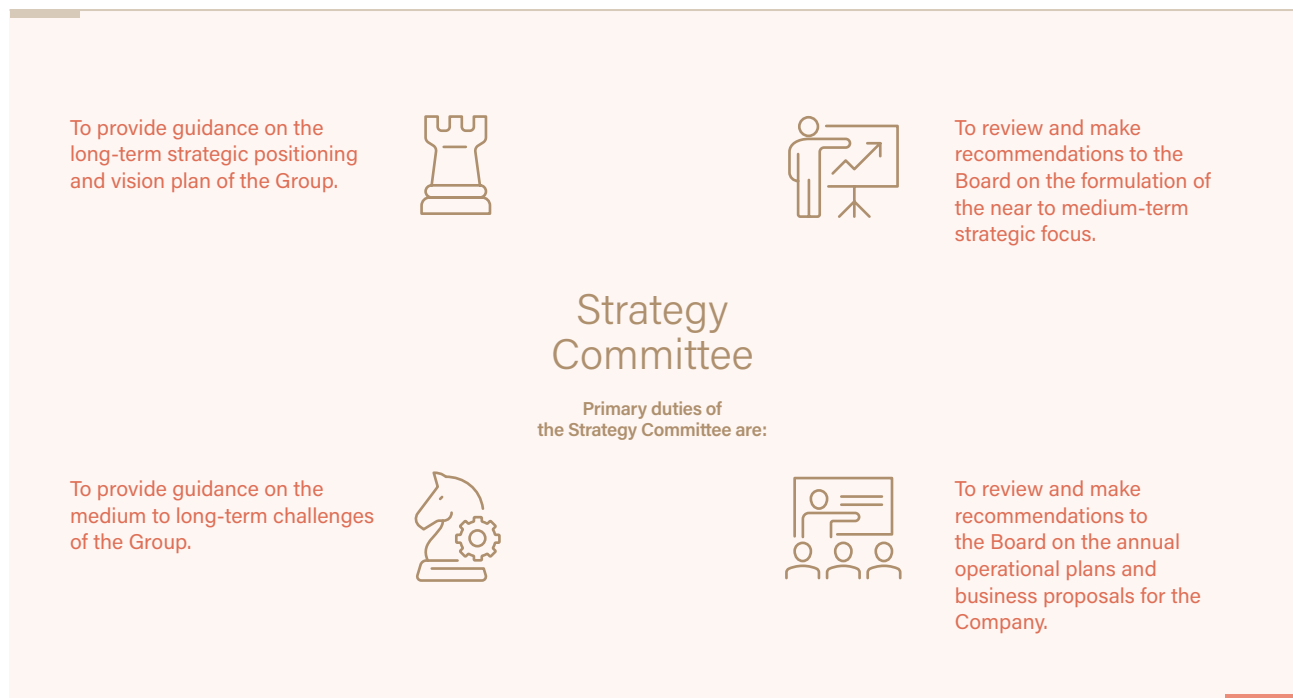 To provide guidance on the
long-term strategic positioning
and vision plan of the Group.
To review and make
recommendations to the
Board on the formulation of
the near to medium-term
strategic focus.
Strategy
Committee
Primary duties of
the Strategy Committee are:
To provide guidance on the
medium to long-term challenges
of the Group.
To review and make
recommendations to
the Board on the annual
operational plans and
business proposals for the
Company.